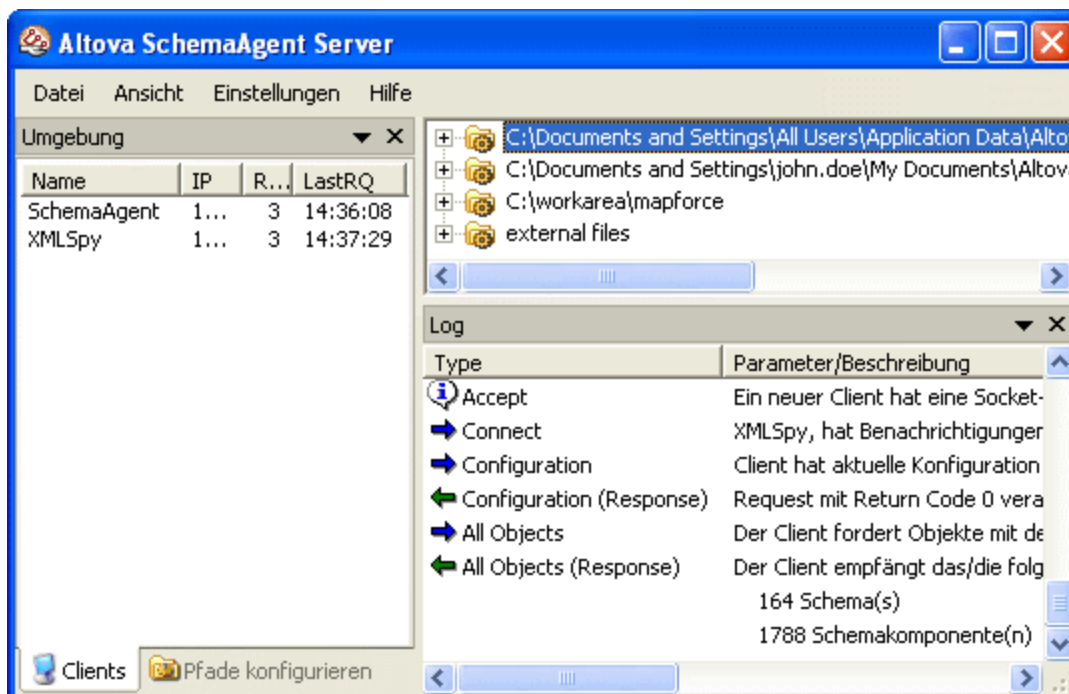 Altova SchemaAgent Server
Datei Ansicht Einstellungen Hilfe
Umgebung
Name IP R... LastRQ
SchemaAgent 1... 3 14:36:08
XMLSpy 1... 3 14:37:29
Clients Pfade konfigurieren
C:\Documents and Settings\All Users\Application Data\Alto
C:\Documents and Settings\john.doe\My Documents\Altova
C:\workarea\mapforce
external files
Log
Type Parameter/Beschreibung
Accept Ein neuer Client hat eine Socket-
Connect XMLSpy, hat Benachrichtigunger
Configuration Client hat aktuelle Konfiguration
Configuration (Response) Request mit Return Code 0 vera
All Objects Der Client fordert Objekte mit de
All Objects (Response) Der Client empfängt das/die folg
164 Schema(s)
1788 Schemakomponente(n)